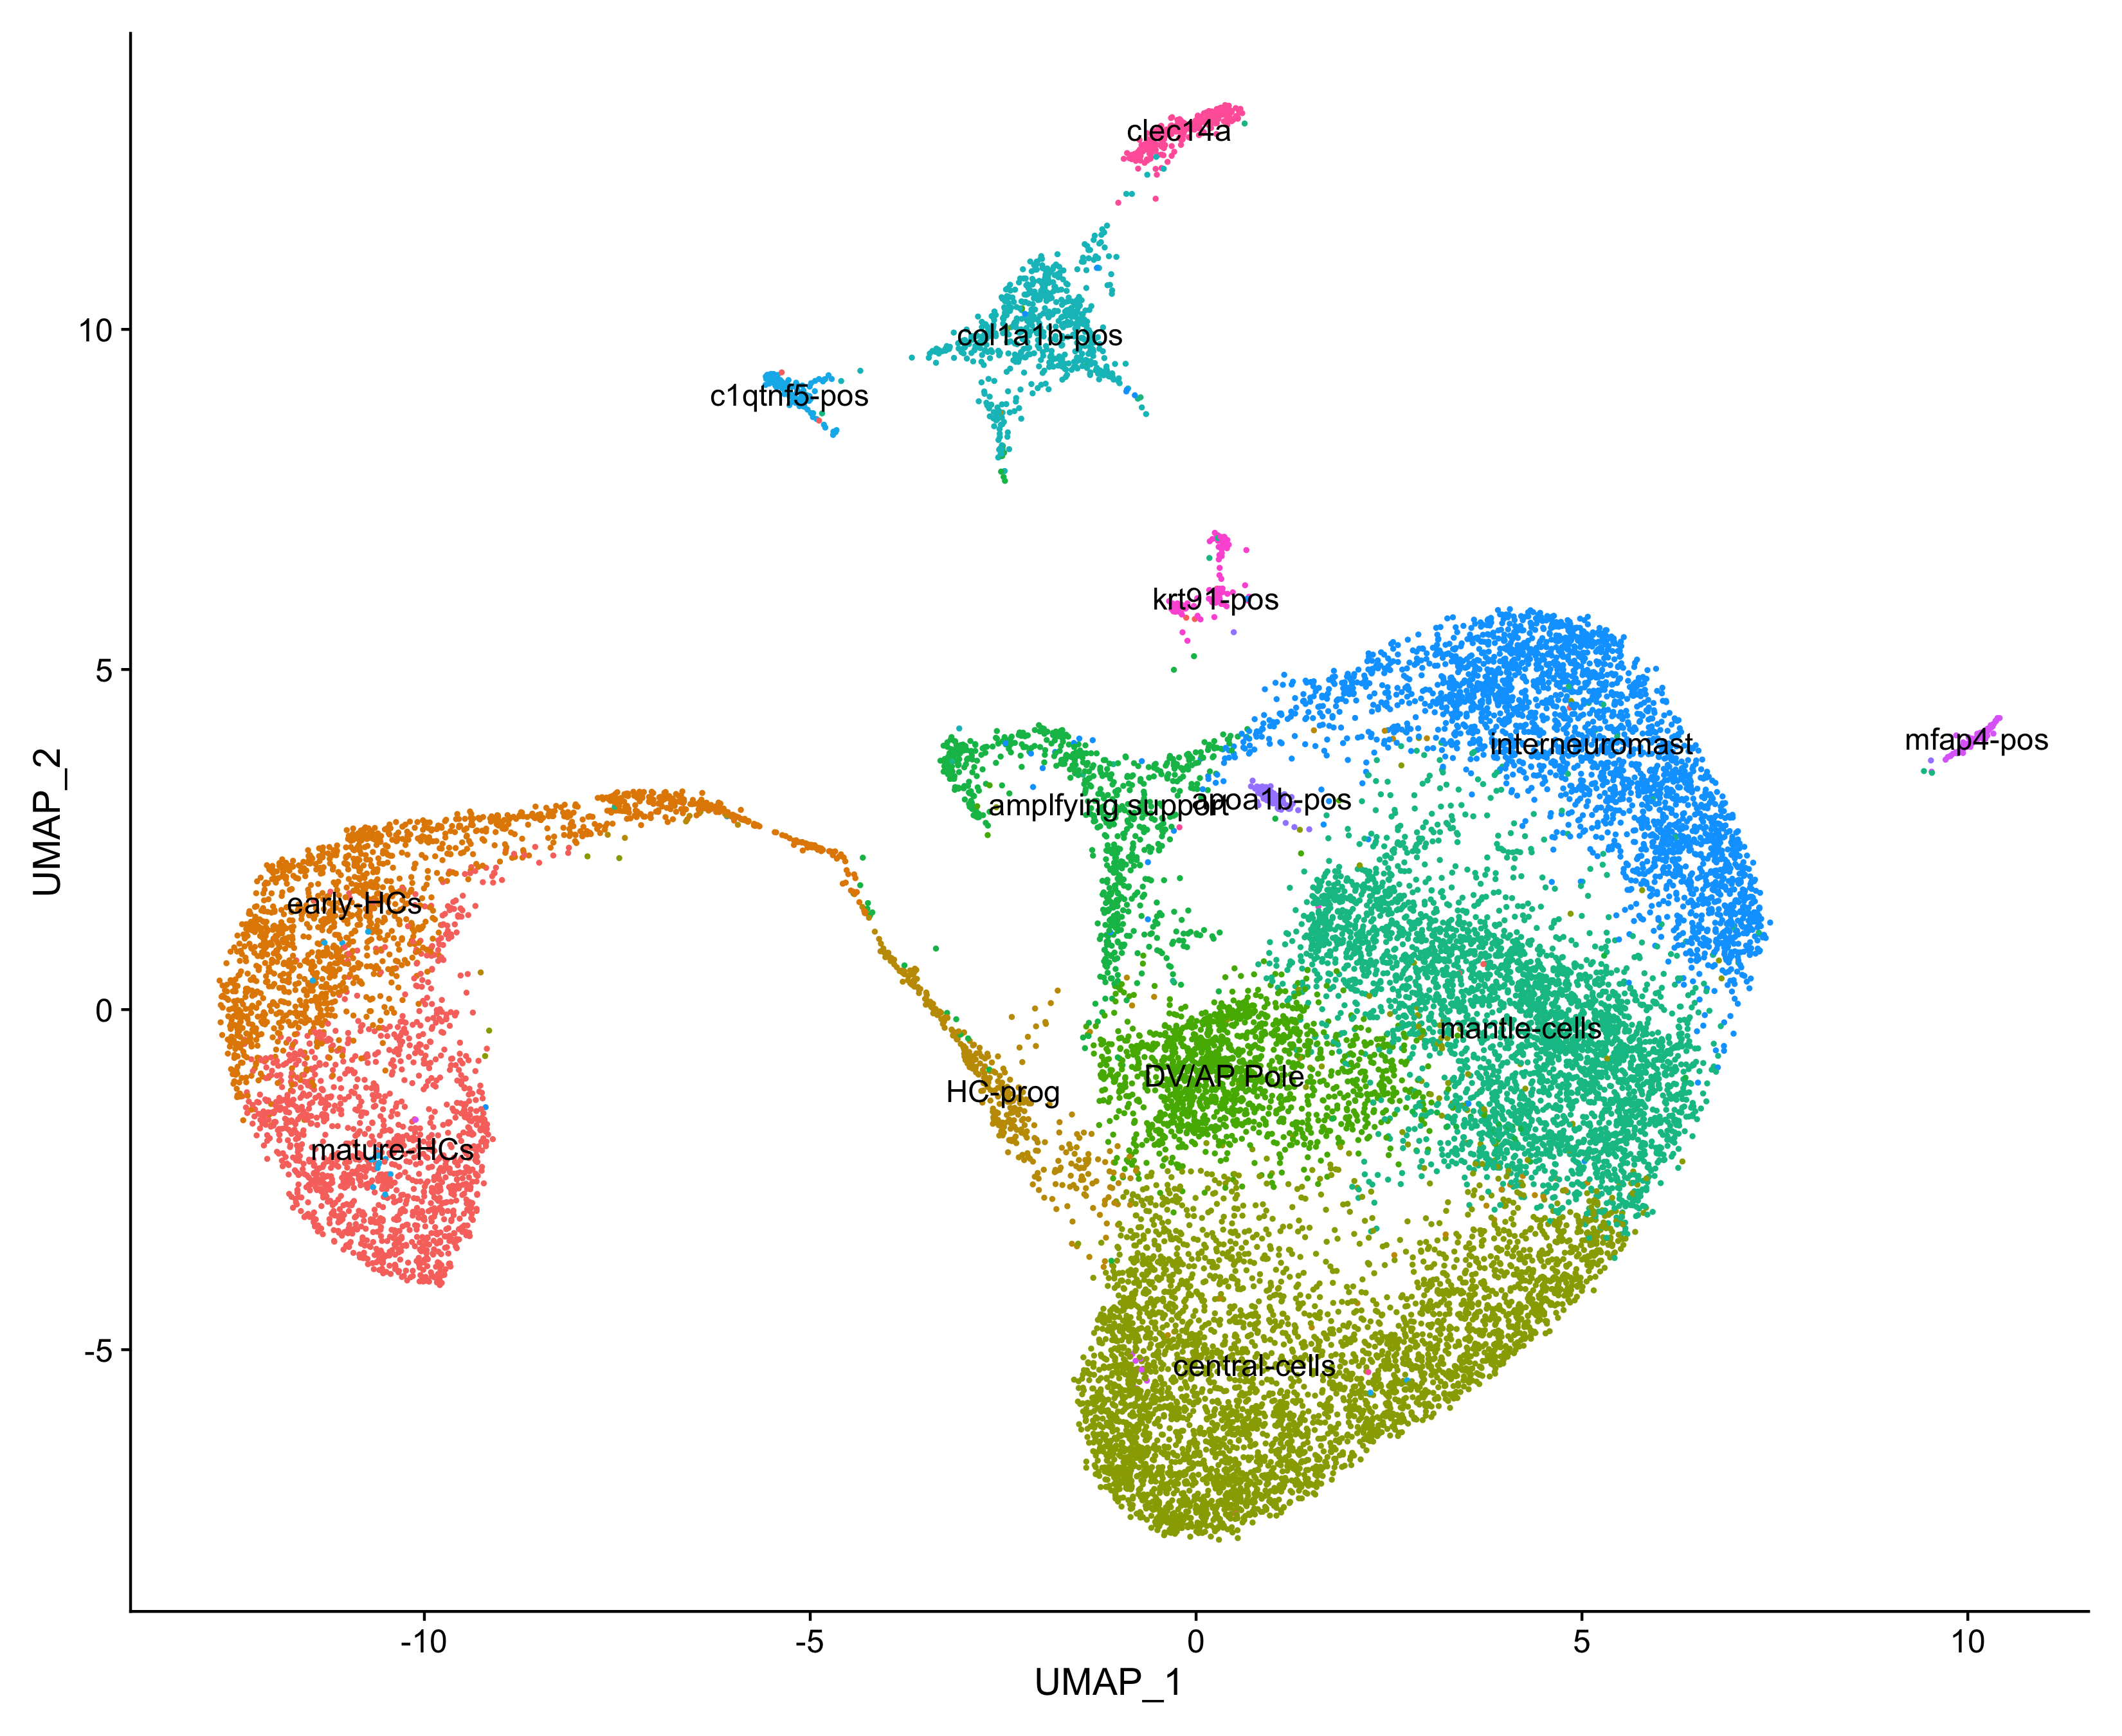 clec14a
10
col1a1b-pos
c1qtnf5-pos
krt91-pos
5
interneuromast
mfap4-pos
amplfying support
apoa1b-pos
UMAP_2
early-HCs
0
mantle-cells
DV/AP Pole
HC-prog
mature-HCs
-5
central-cells
-10
-5
0
5
10
UMAP_1